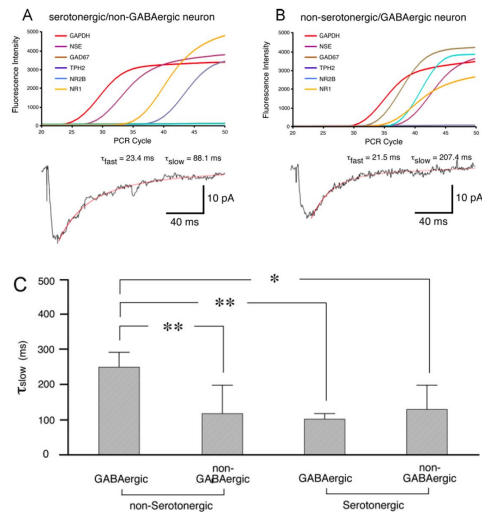 A serotonergic/non-GABAergic neuron
Fluorescence Intensity
5000
4000
3000
2000
1000
0
GAPDH
NSE
GAD67
TPH2
NR2B
NR1
20 25 30 35 40 45 50
PCR Cycle
τfast = 23.4 ms τslow = 88.1 ms
10 pA
40 ms
B non-serotonergic/GABAergic neuron
Fluorescence Intensity
5000
4000
3000
2000
1000
0
GAPDH
NSE
GAD67
TPH2
NR2B
NR1
20 25 30 35 40 45 50
PCR Cycle
τfast = 21.5 ms τslow = 207.4 ms
10 pA
40 ms
C
τslow (ms)
500
400
300
200
100
0
*
**
**
GABAergic non-GABAergic GABAergic non-GABAergic
non-Serotonergic Serotonergic